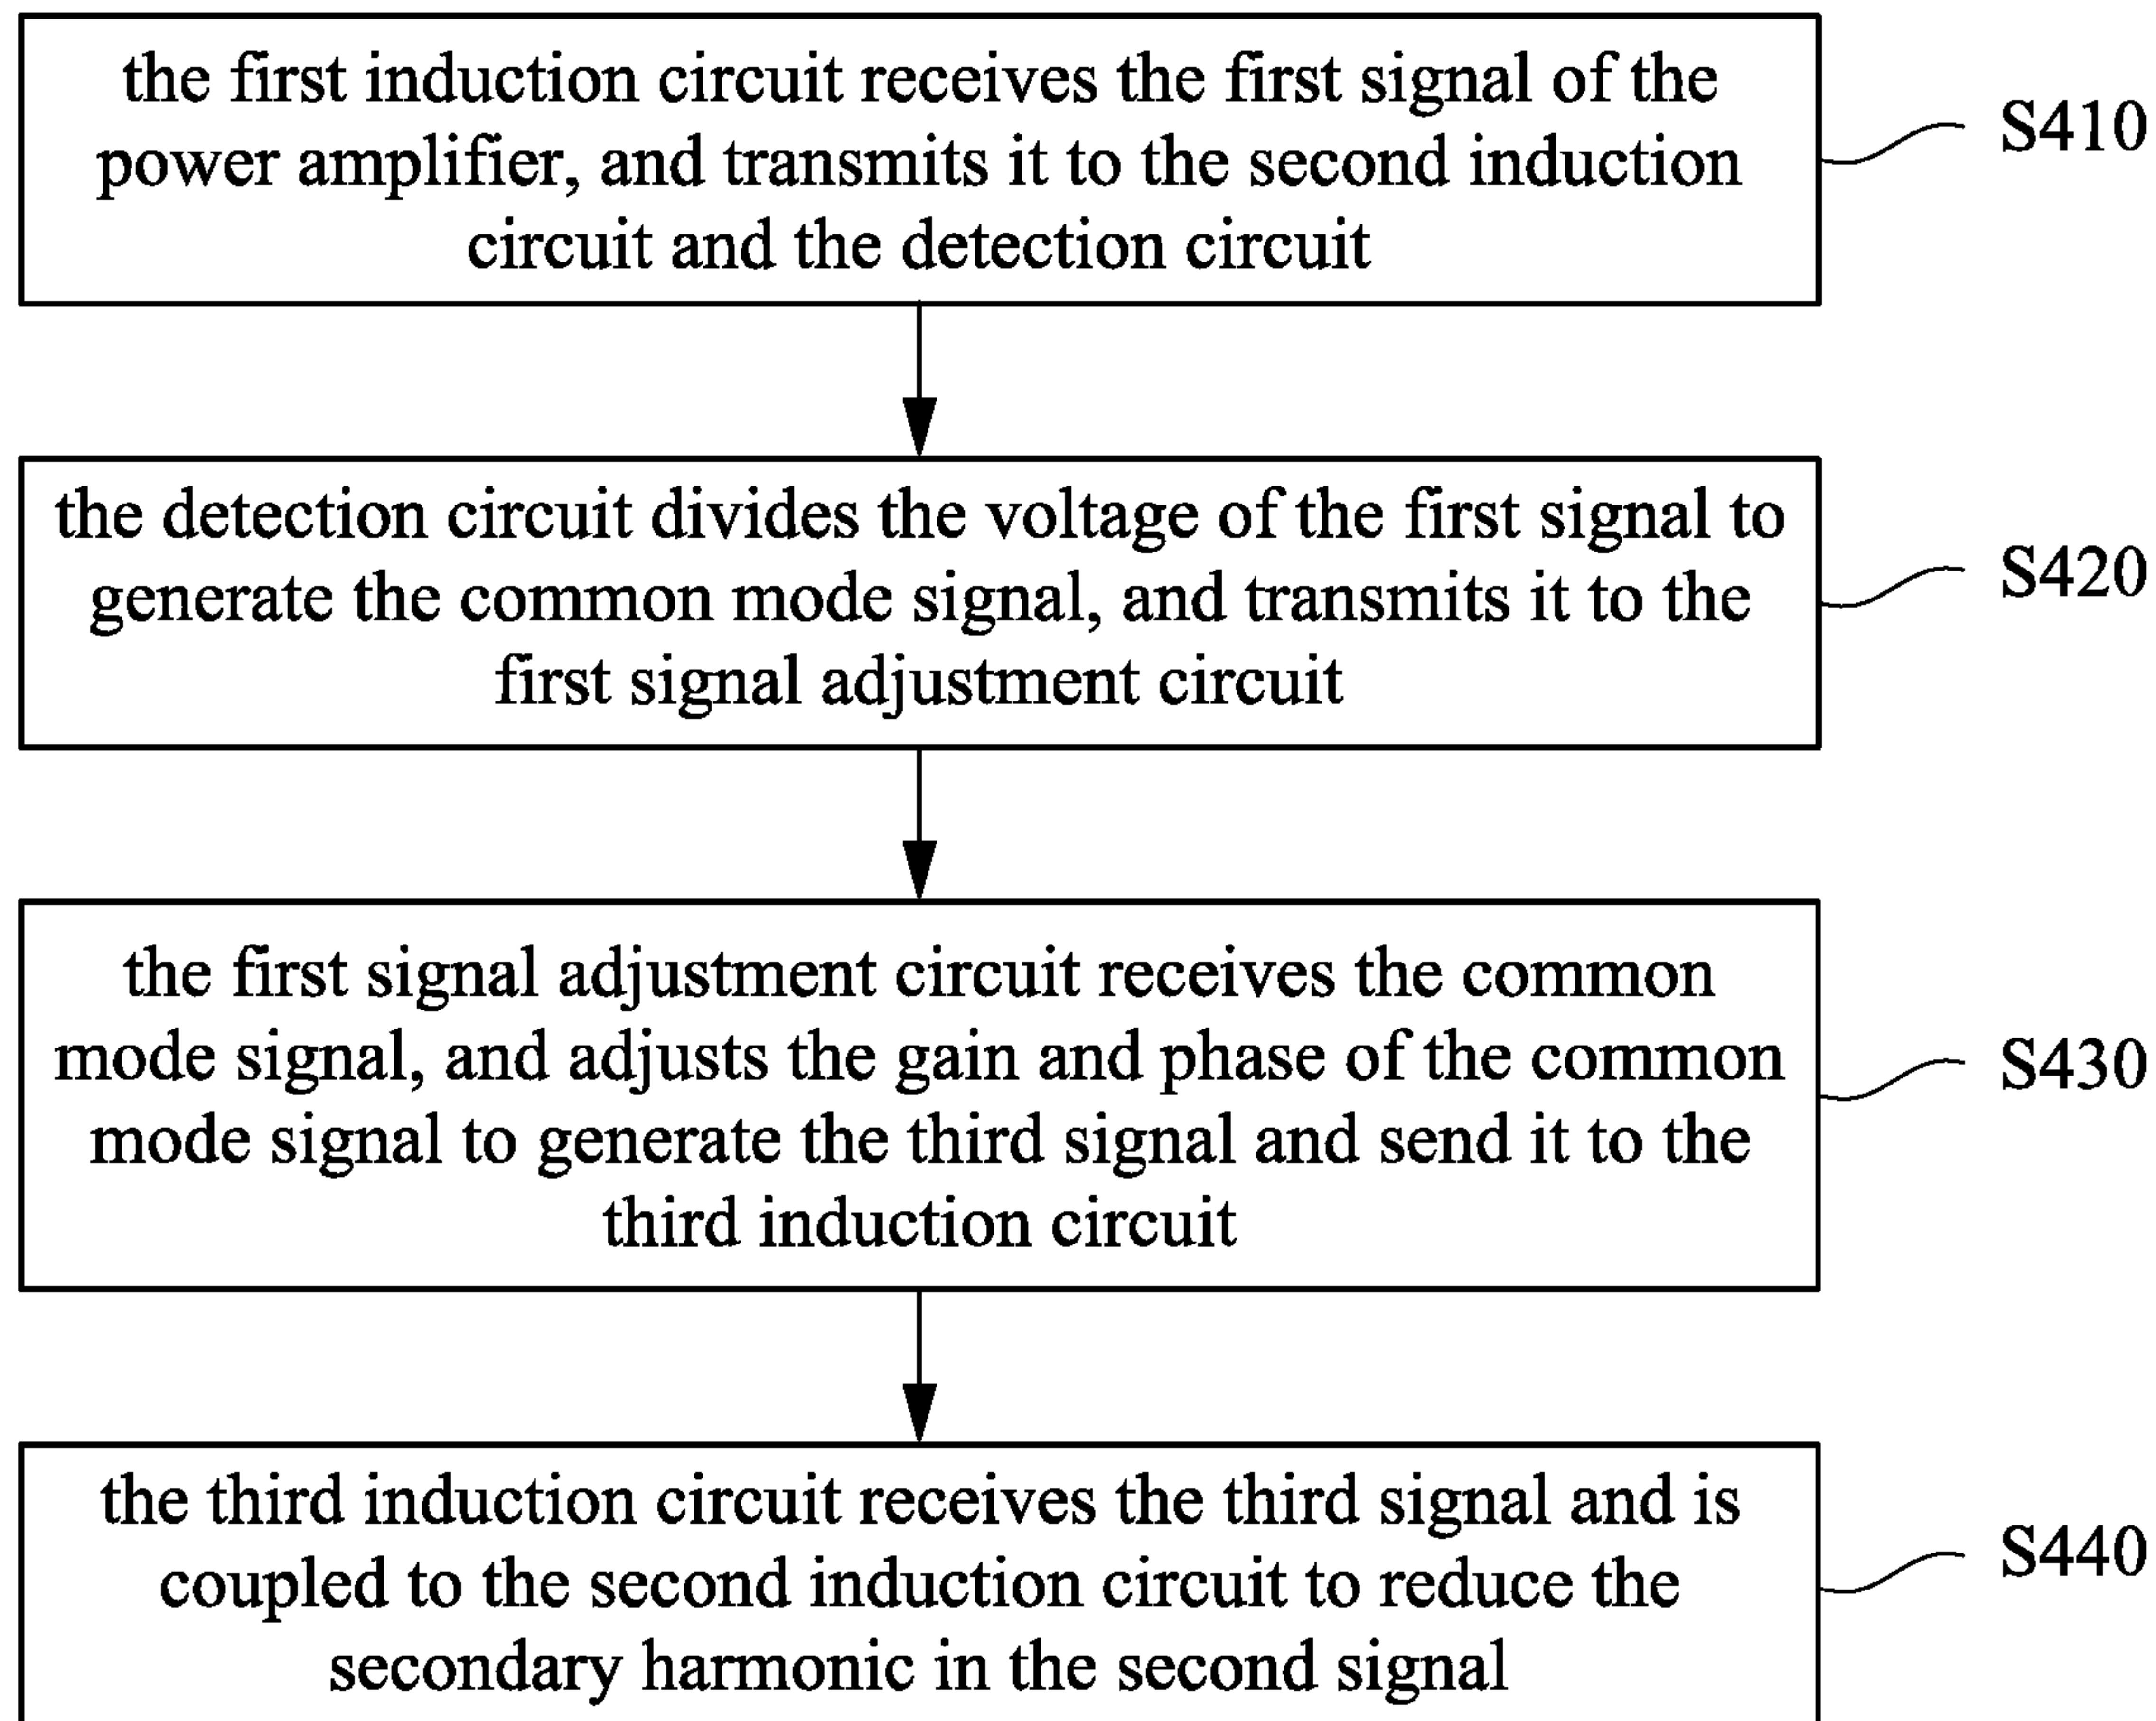 the first induction circuit receives the first signal of the
power amplifier, and transmits it to the second induction
circuit and the detection circuit
S410
the detection circuit divides the voltage of the first signal to
generate the common mode signal, and transmits it to the
first signal adjustment circuit
S420
the first signal adjustment circuit receives the common
mode signal, and adjusts the gain and phase of the common
mode signal to generate the third signal and send it to the
third induction circuit
S430
the third induction circuit receives the third signal and is
coupled to the second induction circuit to reduce the
secondary harmonic in the second signal
S440